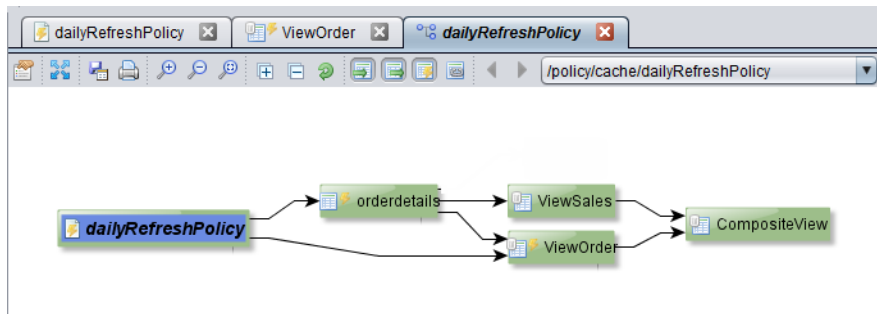 dailyRefreshPolicy ViewOrder dailyRefreshPolicy
/policy/cache/dailyRefreshPolicy
orderdetails ViewSales
dailyRefreshPolicy CompositeView
ViewOrder